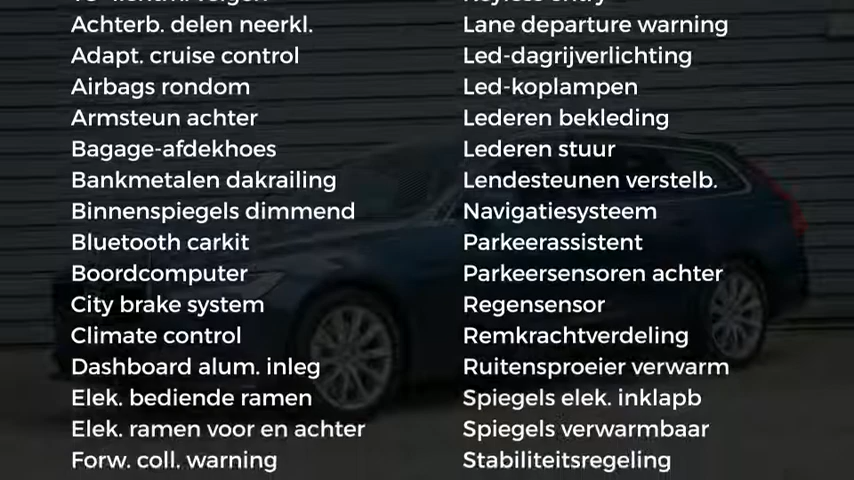 Achterb. delen neerkl.
Adapt. cruise control
Airbags rondom
Armsteun achter
Bagage-afdekhoes
Bankmetalen dakrailing
Binnenspiegels dimmend
Bluetooth carkit
Boordcomputer
City brake system
Climate control
Dashboard alum. inleg
Elek. bediende ramen
Elek. ramen voor en achter
Forw. coll. warning
Lane departure warning
Led-dagrijverlichting
Led-koplampen
Lederen bekleding
Lederen stuur
Lendesteunen verstelb.
Navigatiesysteem
Parkeerassistent
Parkeersensoren achter
Regensensor
Remkrachtverdeling
Ruitensproeier verwarm
Spiegels elek. inklapb
Spiegels verwarmbaar
Stabiliteitsregeling